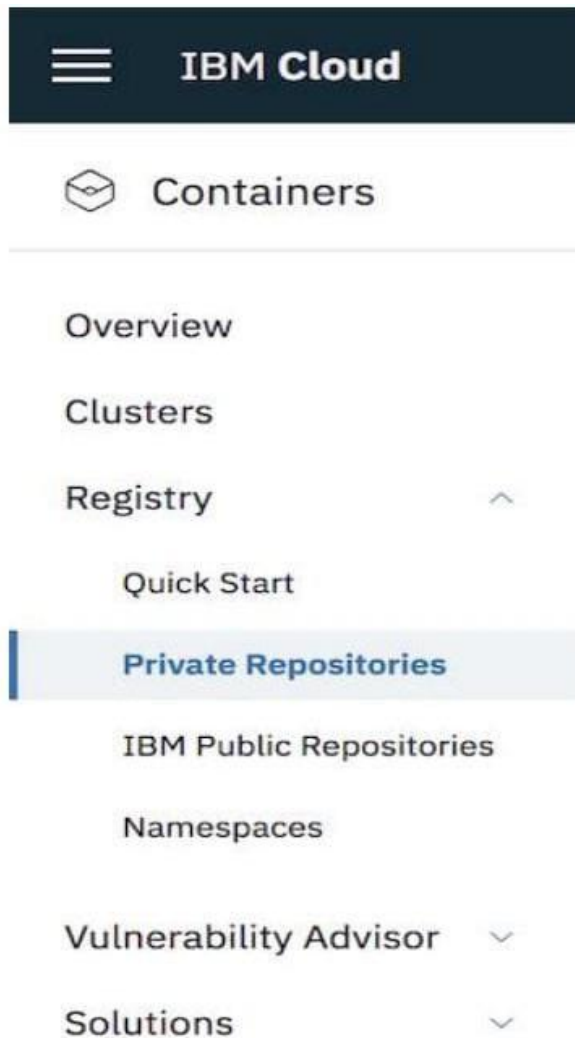 IBM Cloud
Containers
Overview
Clusters
Registry
Quick Start
Private Repositories
IBM Public Repositories
Namespaces
Vulnerability Advisor
Solutions